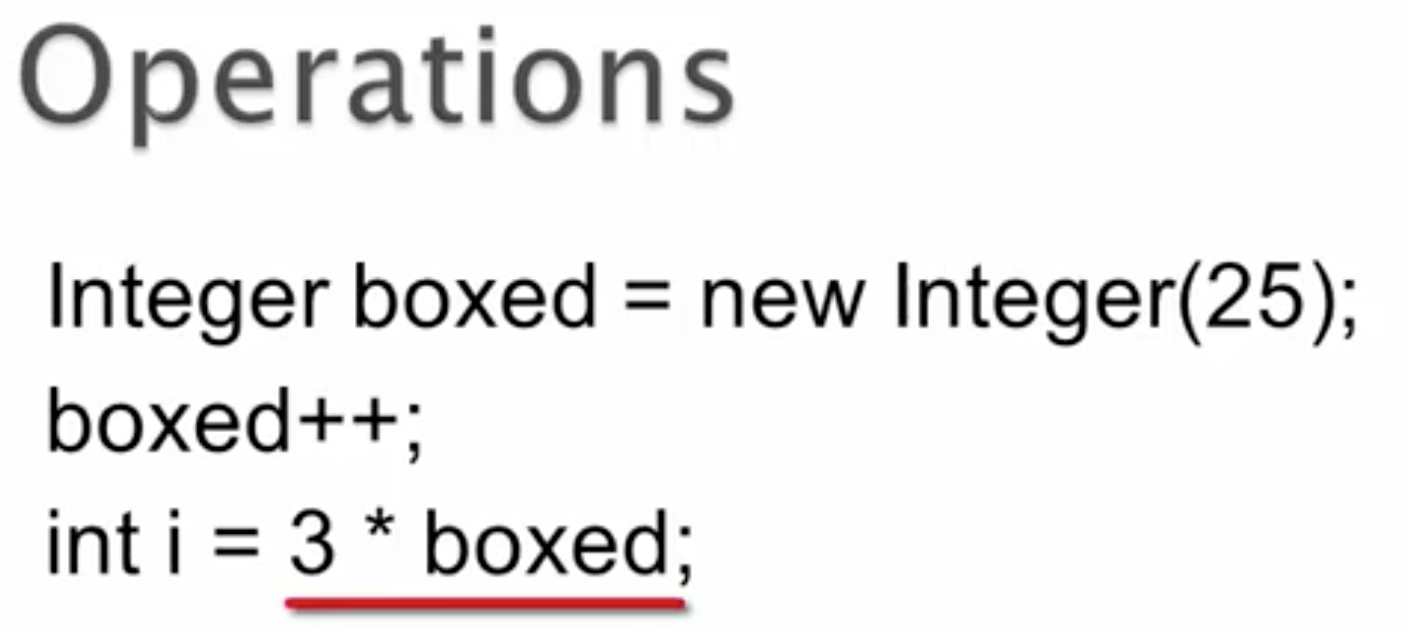 Operations
Integer boxed = new Integer(25);
boxed++;
int i = 3 * boxed;